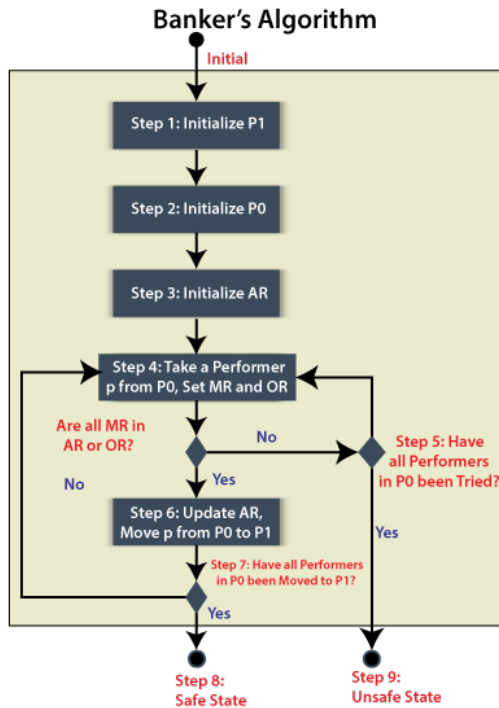 Banker's Algorithm
Initial
Step 1: Initialize P1
Step 2: Initialize P0
Step 3: Initialize AR
Step 4: Take a Performer
p from P0, Set MR and OR
Are all MR in
AR or OR?
No
Step 5: Have
all Performers
in P0 been Tried?
No
Yes
Step 6: Update AR,
Move p from P0 to P1
Yes
Step 7: Have all Performers
in P0 been Moved to P1?
Yes
Step 8:
Safe State
Step 9:
Unsafe State